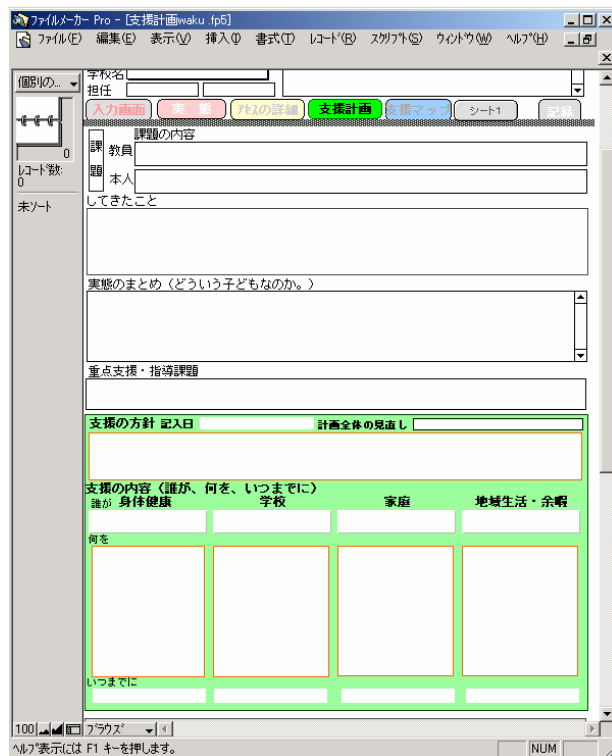 ファイルメーカー Pro - [支援計画waku .fp5]
ファイル(F) 編集(E) 表示(V) 挿入(I) 書式(T) レコード(R) スクリプト(S) ウィンドウ(W) ヘルプ(H)
個別の...
学校名
担任
入力画面 実態 アセスの詳細 支援計画 支援マップ シート1 記録
0
レコード数:
0
未ソート
課題の内容
課題
教員
本人
してきたこと
実態のまとめ（どういう子どもなのか。）
重点支援・指導課題
支援の方針 記入日 計画全体の見直し
支援の内容（誰が、何を、いつまでに）
誰が 身体健康 学校 家庭 地域生活・余暇
何を
いつまでに
100 ブラウズ
ヘルプ表示には F1 キーを押します。 NUM